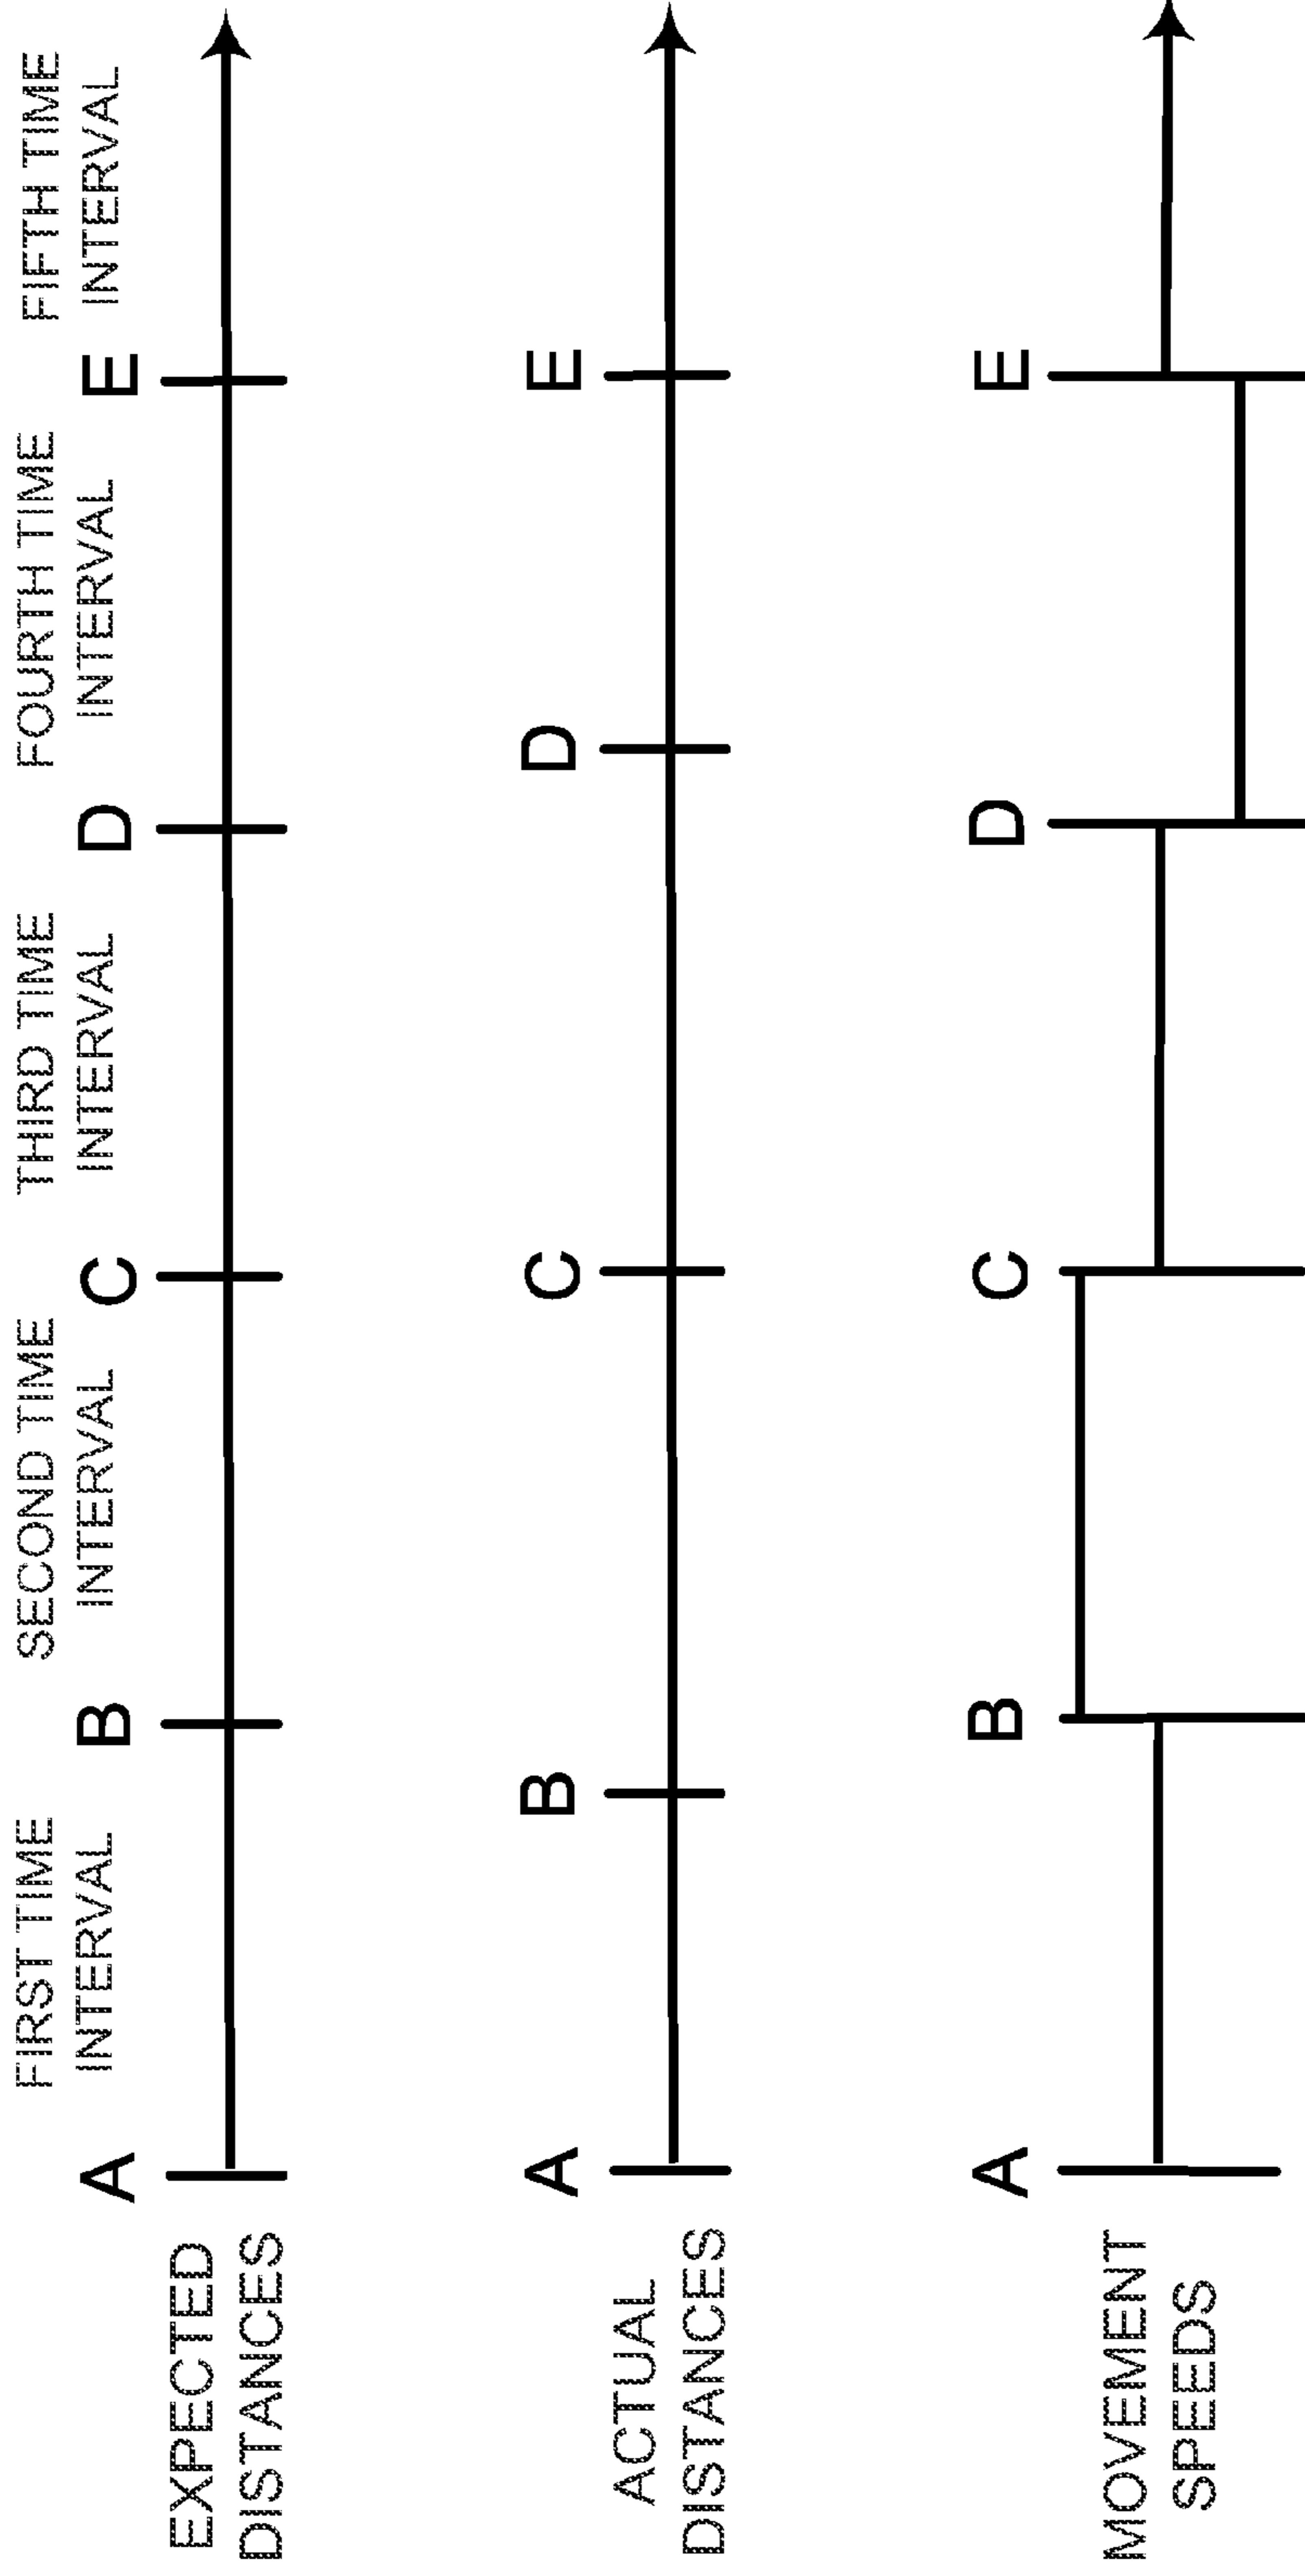 FIRST TIME
INTERVAL
SECOND TIME
INTERVAL
THIRD TIME
INTERVAL
FOURTH TIME
INTERVAL
FIFTH TIME
INTERVAL
A B C D E
EXPECTED
DISTANCES
A B C D E
ACTUAL
DISTANCES
A B C D E
MOVEMENT
SPEEDS